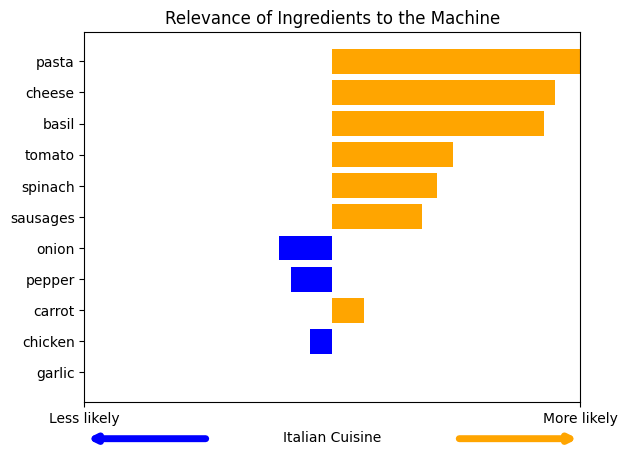 Relevance of Ingredients to the Machine
pasta
cheese
basil
tomato
spinach
sausages
onion
pepper
carrot
chicken
garlic
Less likely
More likely
Italian Cuisine